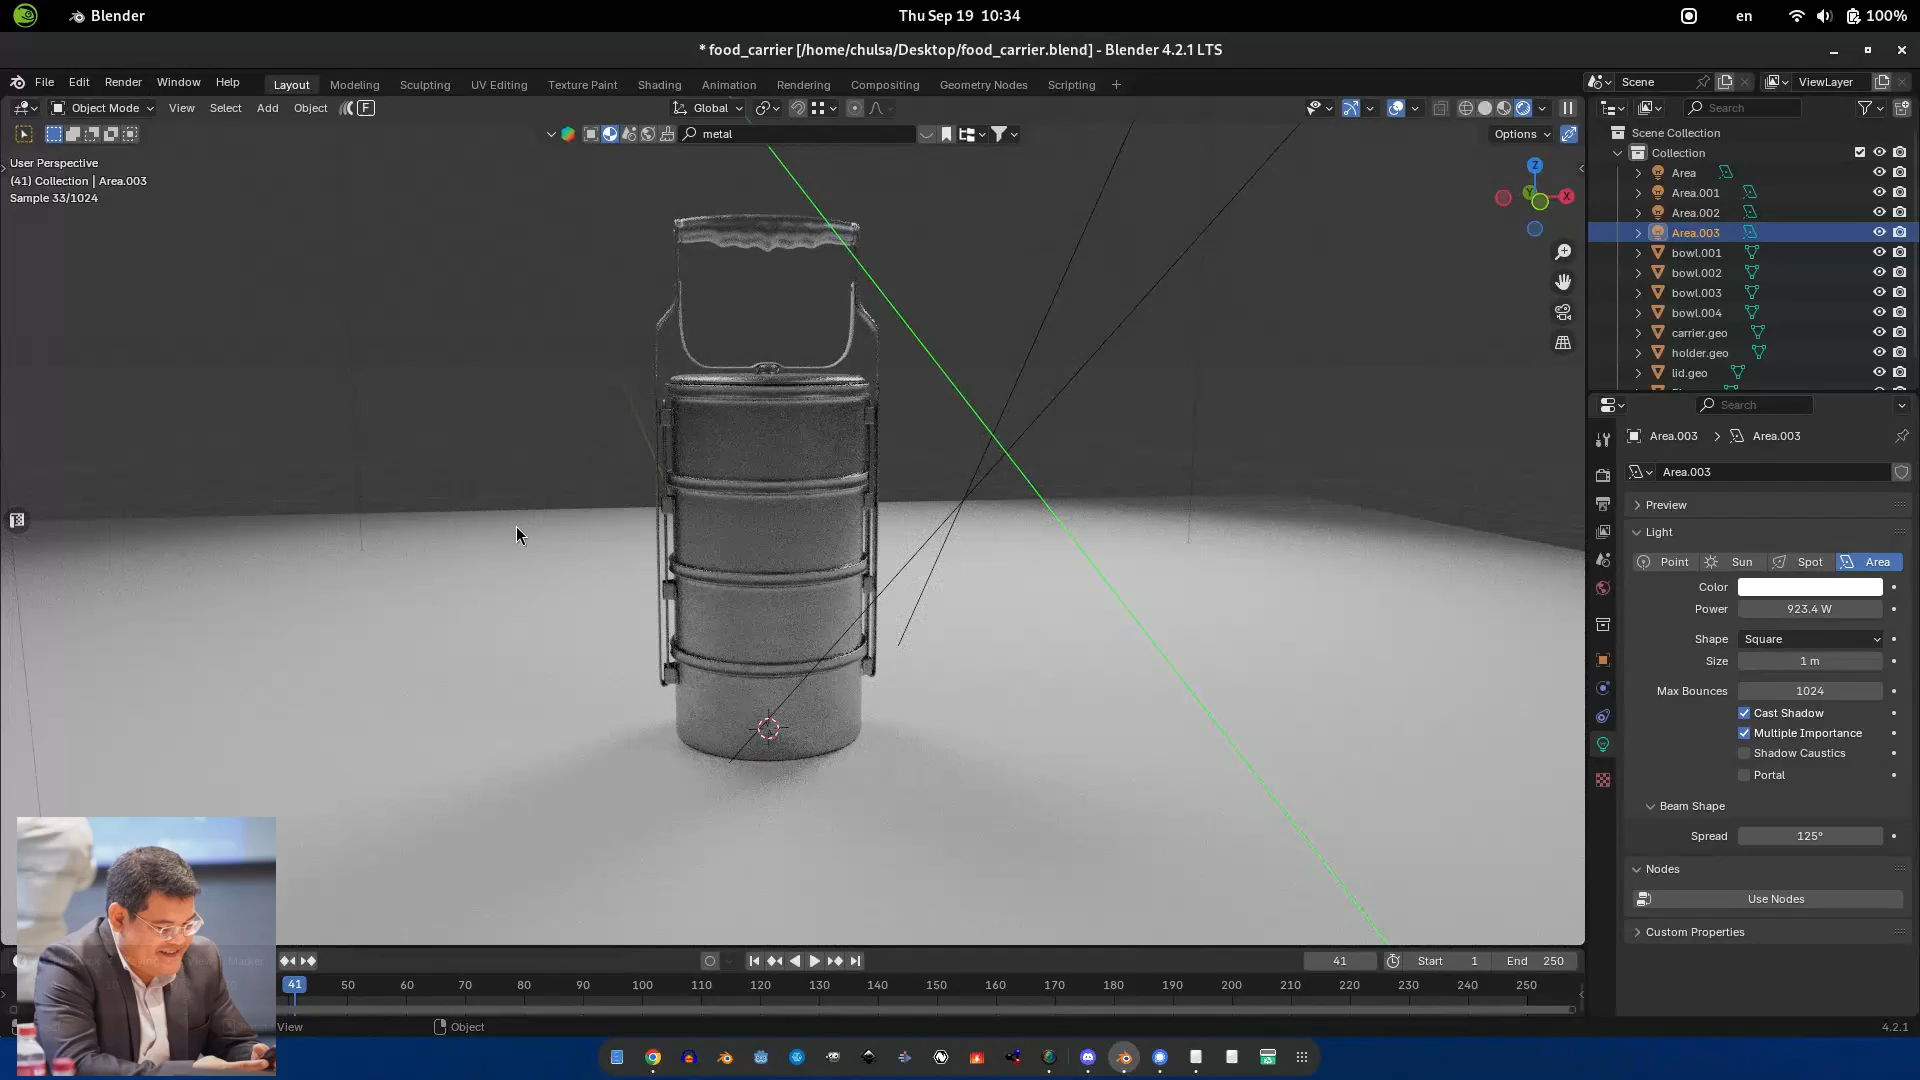 Blender
Thu Sep 19 10:34
en
100%
* food_carrier [/home/chulsa/Desktop/food_carrier.blend] - Blender 4.2.1 LTS
File Edit Render Window Help
Layout Modeling Sculpting UV Editing Texture Paint Shading Animation Rendering Compositing Geometry Nodes Scripting
Scene
ViewLayer
Object Mode View Select Add Object F
Global
Search
metal
Options
User Perspective
(41) Collection | Area.003
Sample 33/1024
Z
Y
X
Scene Collection
Collection
Area
Area.001
Area.002
Area.003
bowl.001
bowl.002
bowl.003
bowl.004
carrier.geo
holder.geo
lid.geo
Search
Area.003 > Area.003
Area.003
Preview
Light
Point Sun Spot Area
Color
Power 923.4 W
Shape Square
Size 1 m
Max Bounces 1024
Cast Shadow
Multiple Importance
Shadow Caustics
Portal
Beam Shape
Spread 125°
Nodes
Use Nodes
Custom Properties
Marker
41
Start 1
End 250
41 50 60 70 80 90 100 110 120 130 140 150 160 170 180 190 200 210 220 230 240 250
View
Object
4.2.1